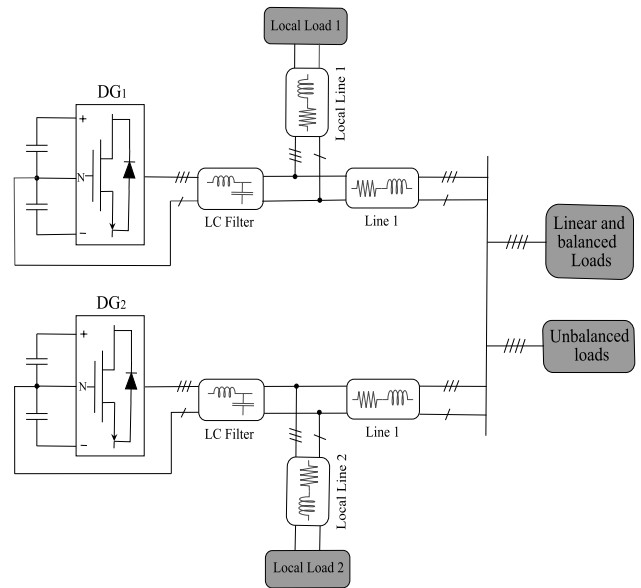 Local Load 1
Local Line 1
DG1
+
N
−
LC Filter
Line 1
Linear and
balanced
Loads
DG2
+
N
−
LC Filter
Line 1
Unbalanced
loads
Local Line 2
Local Load 2